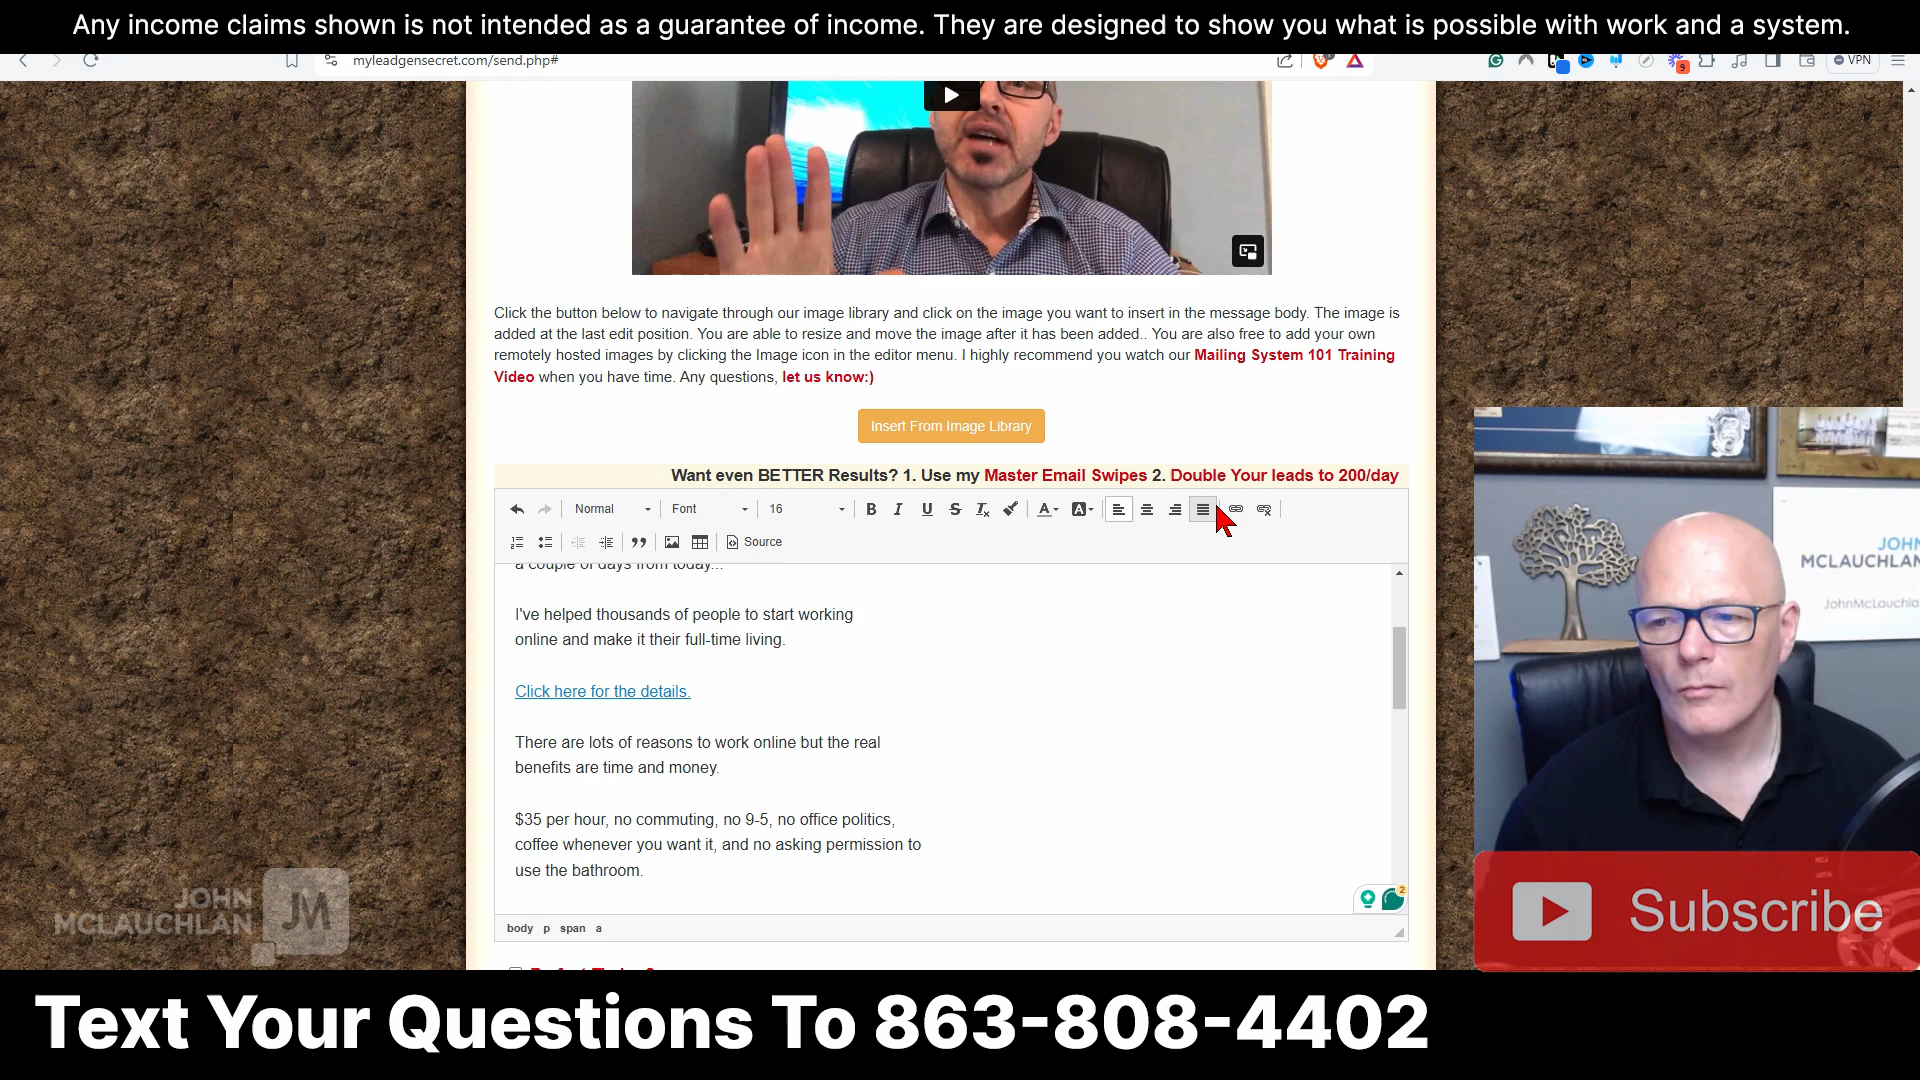 Any income claims shown is not intended as a guarantee of income. They are designed to show you what is possible with work and a system.
myleadgensecret.com/send.php#
9
VPN
Click the button below to navigate through our image library and click on the image you want to insert in the message body. The image is
added at the last edit position. You are able to resize and move the image after it has been added.. You are also free to add your own
remotely hosted images by clicking the Image icon in the editor menu. I highly recommend you watch our Mailing System 101 Training
Video when you have time. Any questions, let us know:)
Insert From Image Library
Want even BETTER Results? 1. Use my Master Email Swipes 2. Double Your leads to 200/day
Normal
Font
16
Source
a couple of days from today...
I've helped thousands of people to start working
online and make it their full-time living.
Click here for the details.
There are lots of reasons to work online but the real
benefits are time and money.
$35 per hour, no commuting, no 9-5, no office politics,
coffee whenever you want it, and no asking permission to
use the bathroom.
2
body p span a
JOHN
MCLAUCHLAN
JohnMcLauchla
JOHN
MCLAUCHLAN
JM
Subscribe
Text Your Questions To 863-808-4402